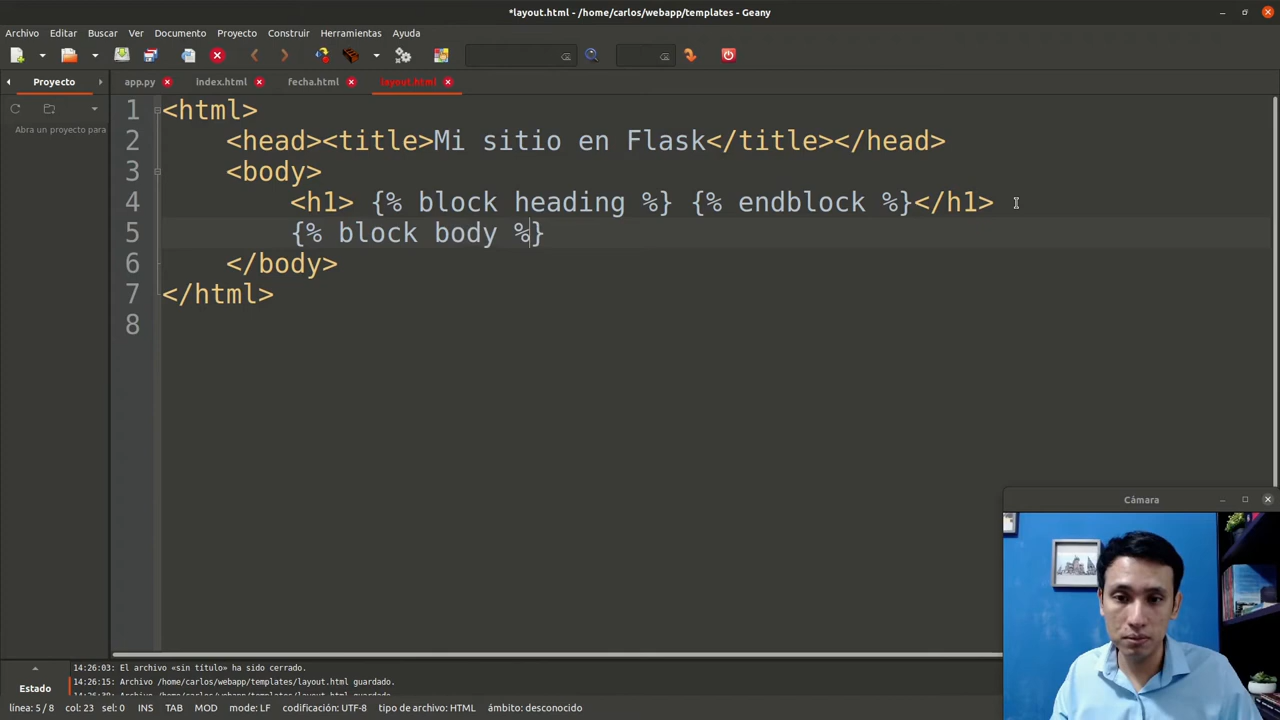 *layout.html - /home/carlos/webapp/templates - Geany
Archivo Editar Buscar Ver Documento Proyecto Construir Herramientas Ayuda
Proyecto app.py index.html fecha.html layout.html
Abra un proyecto para
1 <html>
2 <head><title>Mi sitio en Flask</title></head>
3 <body>
4 <h1> {% block heading %} {% endblock %}</h1>
5 {% block body %}
6 </body>
7 </html>
8
Cámara
14:26:03: El archivo «sin título» ha sido cerrado.
Estado
14:26:15: Archivo /home/carlos/webapp/templates/layout.html guardado.
línea: 5 / 8 col: 23 sel: 0 INS TAB MOD mode: LF codificación: UTF-8 tipo de archivo: HTML ámbito: desconocido